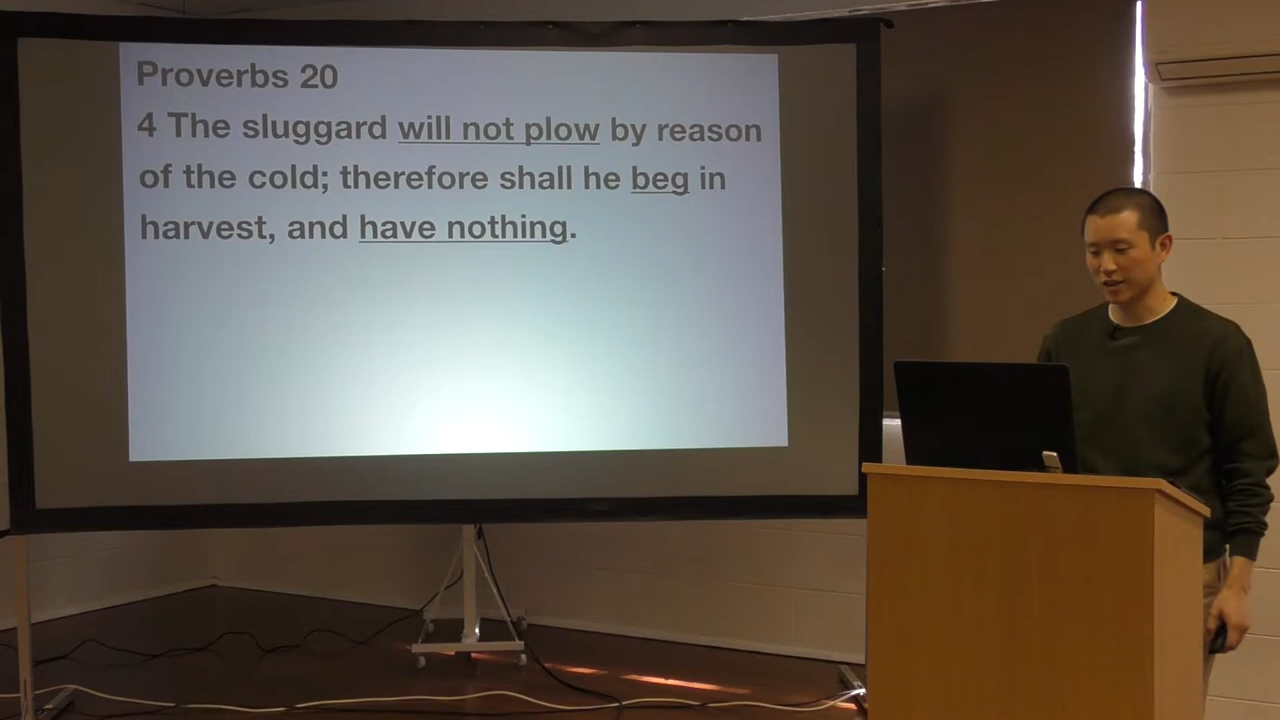 Proverbs 20
4 The sluggard will not plow by reason
of the cold; therefore shall he beg in
harvest, and have nothing.